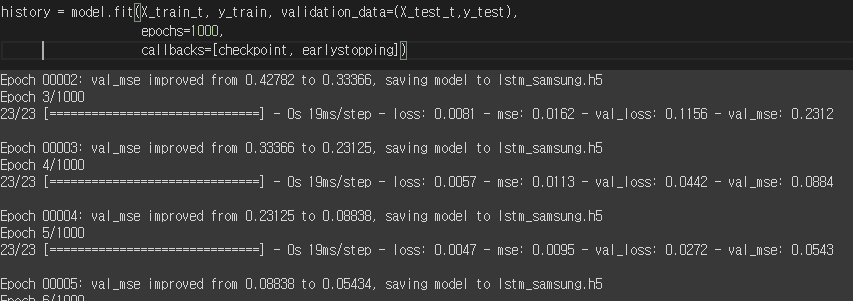 history = model.fit(X_train_t, y_train, validation_data=(X_test_t,y_test),
epochs=1000,
callbacks=[checkpoint, earlystopping])
Epoch 00002: val_mse improved from 0.42782 to 0.33366, saving model to lstm_samsung.h5
Epoch 3/1000
23/23 [==============================] - 0s 19ms/step - loss: 0.0081 - mse: 0.0162 - val_loss: 0.1156 - val_mse: 0.2312
Epoch 00003: val_mse improved from 0.33366 to 0.23125, saving model to lstm_samsung.h5
Epoch 4/1000
23/23 [==============================] - 0s 19ms/step - loss: 0.0057 - mse: 0.0113 - val_loss: 0.0442 - val_mse: 0.0884
Epoch 00004: val_mse improved from 0.23125 to 0.08838, saving model to lstm_samsung.h5
Epoch 5/1000
23/23 [==============================] - 0s 19ms/step - loss: 0.0047 - mse: 0.0095 - val_loss: 0.0272 - val_mse: 0.0543
Epoch 00005: val_mse improved from 0.08838 to 0.05434, saving model to lstm_samsung.h5
Epoch 6/1000